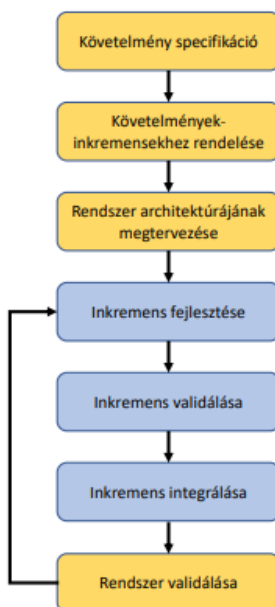 Követelmény specifikáció
Követelmények-
inkremensekhez rendelése
Rendszer architektúrájának
megtervezése
Inkremens fejlesztése
Inkremens validálása
Inkremens integrálása
Rendszer validálása